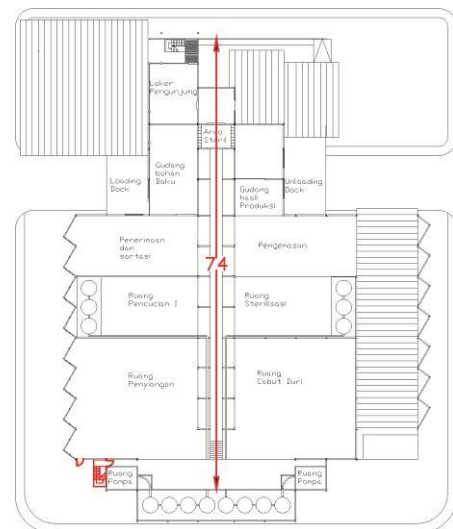 Loker
Pengunjung
Area
Steril
Gudang
bahan
Baku
Loading
Dock
Gudang
hasil
Produksi
Unloading
Dock
Penerimaan
dan
sortasi
Pengemasan
74
Ruang
Pencucian I
Ruang
Sterilisasi
Ruang
Penyiangan
Ruang
Cabut Duri
Ruang
Pompa
Ruang
Pompa